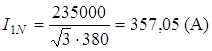 I₁N = 235000 / √3 · 380 = 357,05 (A)